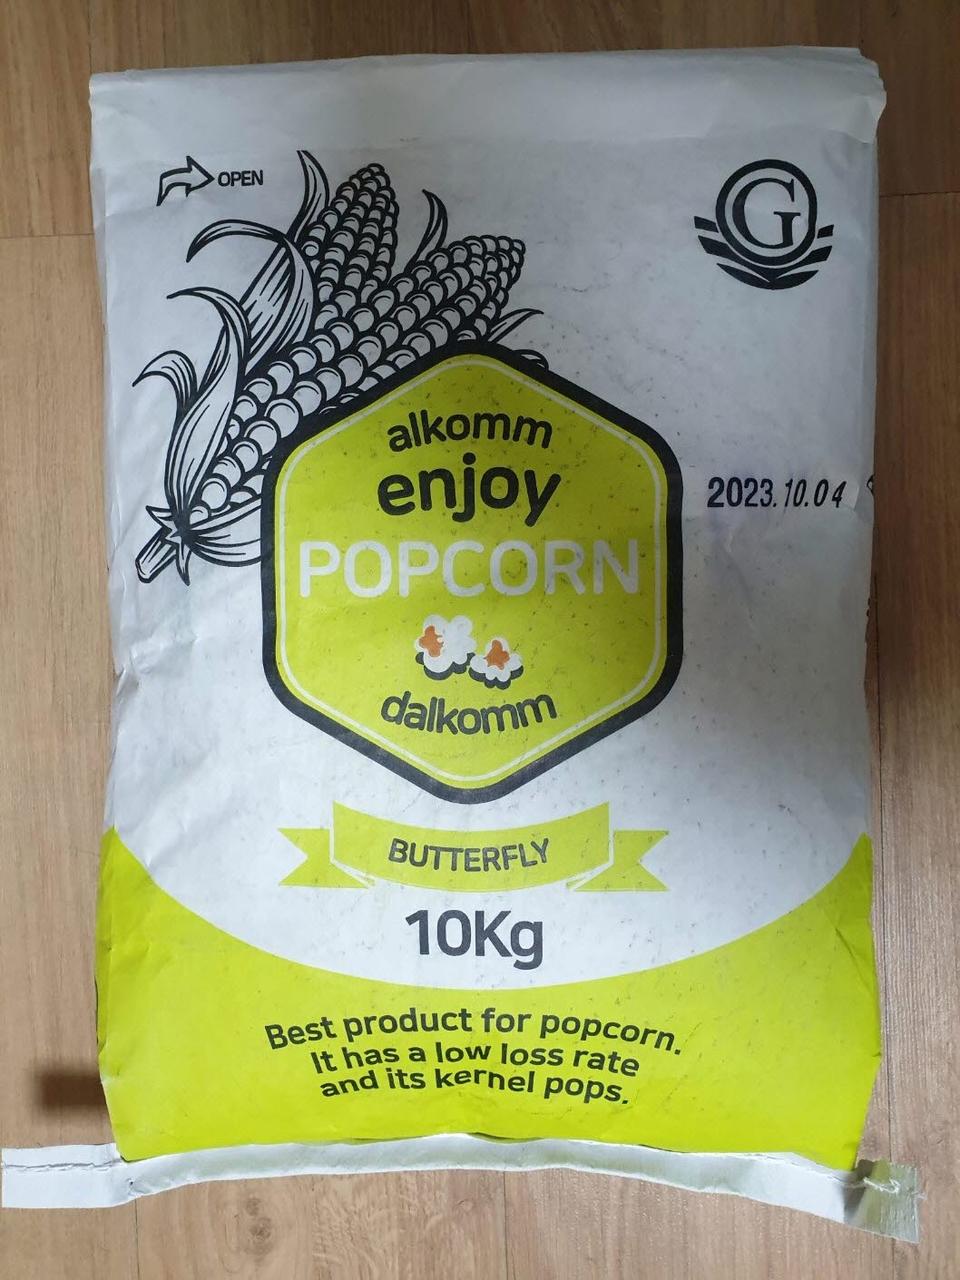 OPEN
G
alkomm
enjoy
POPCORN
dalkomm
2023.10.04
BUTTERFLY
10Kg
Best product for popcorn.
It has a low loss rate
and its kernel pops.